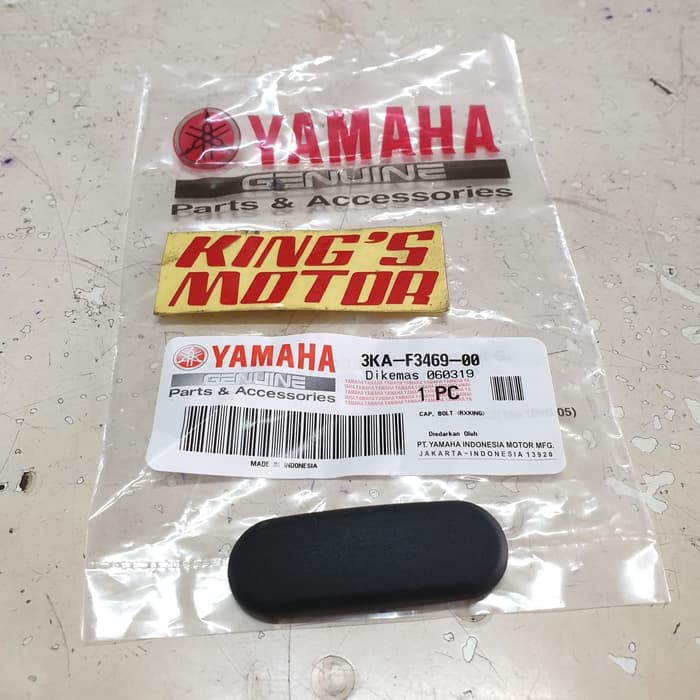 YAMAHA
GENUINE
Parts & Accessories
KING'S
MOTOR
YAMAHA
GENUINE
Parts & Accessories
3KA-F3469-00
Dikemas 060319
1 PC
CAP, BOLT (RXKING)
Diedarkan Oleh
PT.YAMAHA INDONESIA MOTOR MFG.
JAKARTA-INDONESIA 13920
MADE IN INDONESIA